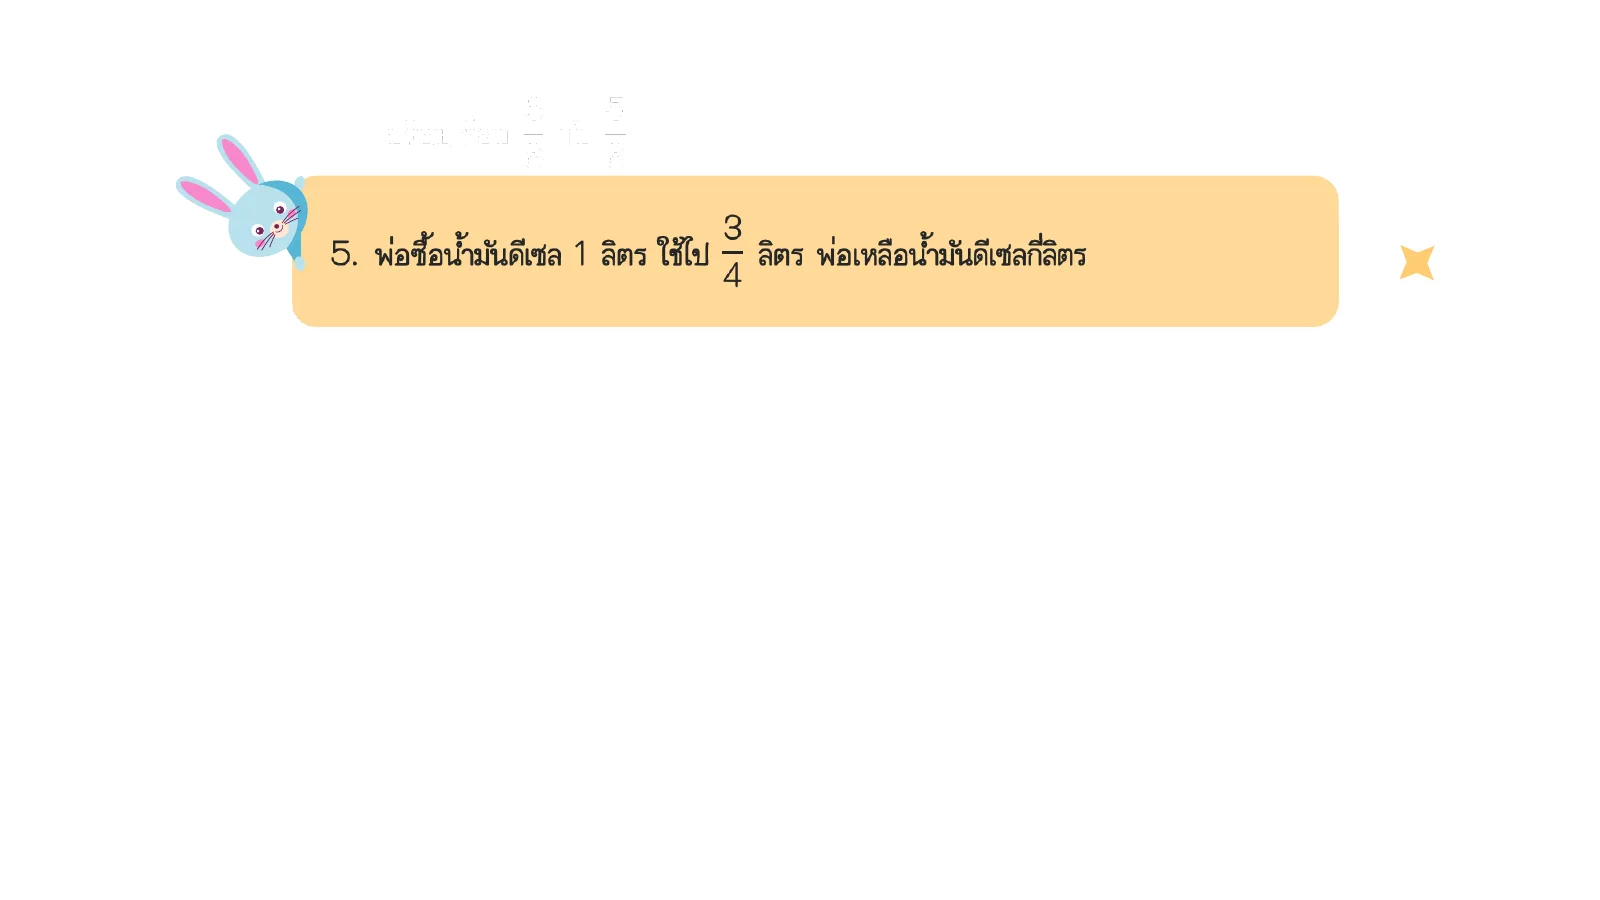 5. พ่อซื้อน้ำมันดีเซล 1 ลิตร ใช้ไป 3/4 ลิตร พ่อเหลือน้ำมันดีเซลกี่ลิตร